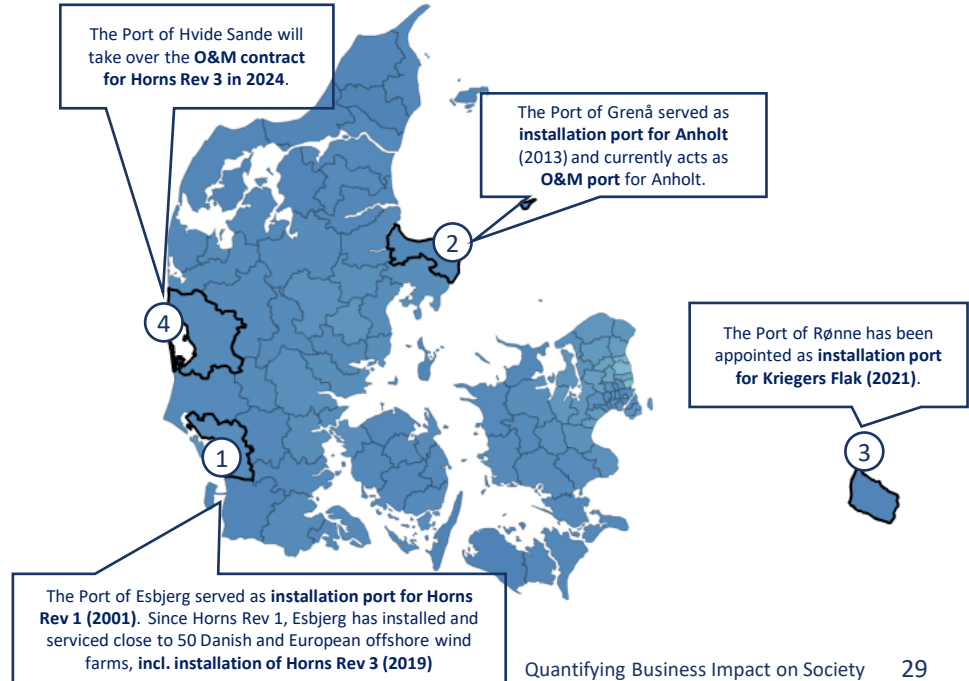 The Port of Hvide Sande will
take over the O&M contract
for Horns Rev 3 in 2024.
The Port of Grenå served as
installation port for Anholt
(2013) and currently acts as
O&M port for Anholt.
2
4
The Port of Rønne has been
appointed as installation port
for Kriegers Flak (2021).
3
1
The Port of Esbjerg served as installation port for Horns
Rev 1 (2001). Since Horns Rev 1, Esbjerg has installed and
serviced close to 50 Danish and European offshore wind
farms, incl. installation of Horns Rev 3 (2019)
Quantifying Business Impact on Society 29